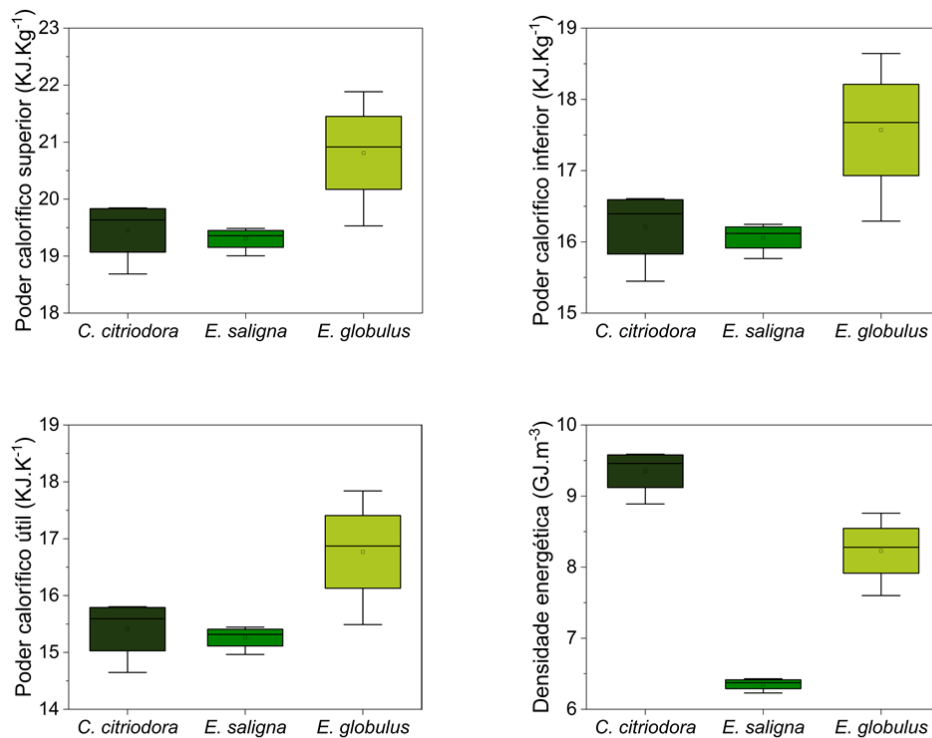 Poder calorífico superior (KJ.Kg⁻¹)
23
22
21
20
19
18
C. citriodora E. saligna E. globulus
Poder calorífico inferior (KJ.Kg⁻¹)
19
18
17
16
15
C. citriodora E. saligna E. globulus
Poder calorífico útil (KJ.K⁻¹)
19
18
17
16
15
14
C. citriodora E. saligna E. globulus
Densidade energética (GJ.m⁻³)
10
9
8
7
6
C. citriodora E. saligna E. globulus